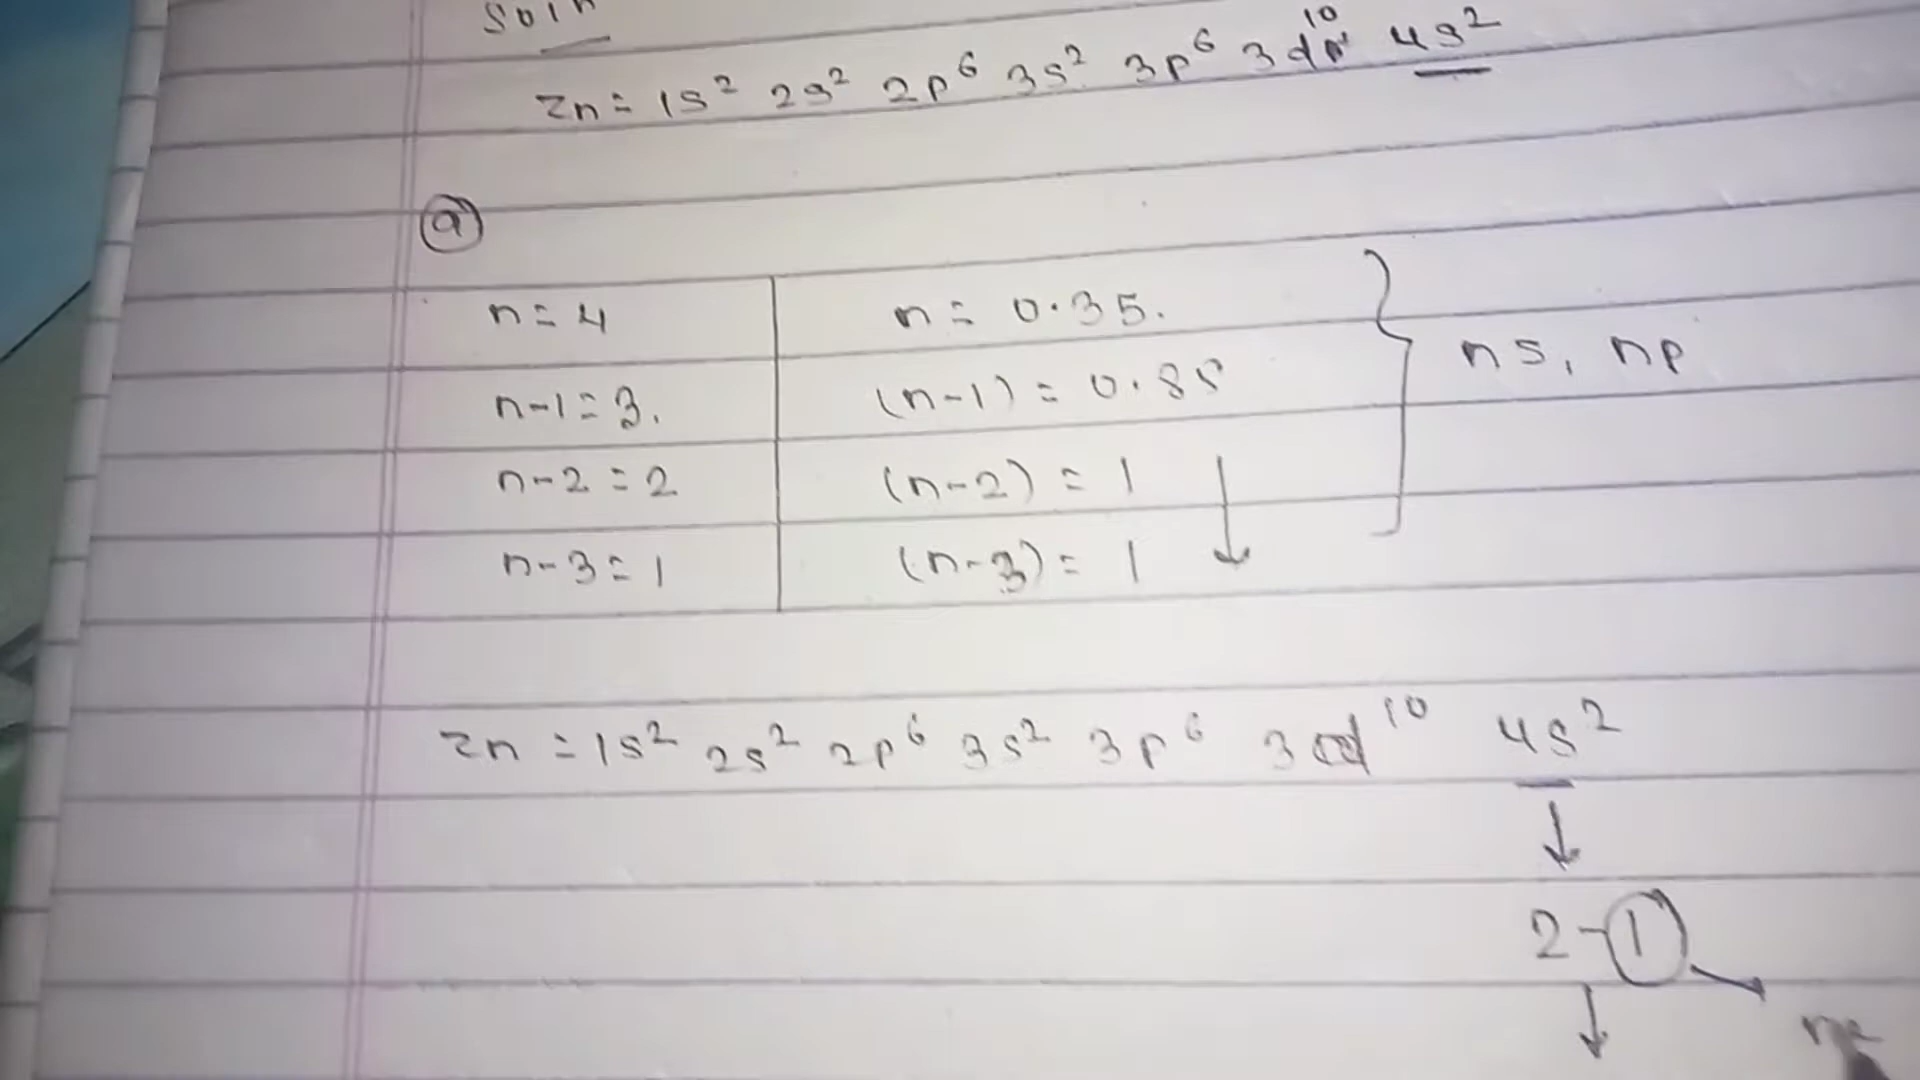 Soln
Zn = 1s² 2s² 2p⁶ 3s² 3p⁶ 3d¹⁰ 4s²
(a)
n = 4 n = 0.35.
n-1 = 3. (n-1) = 0.85
ns, np
n-2 = 2 (n-2) = 1 ↓
n-3 = 1 (n-3) = 1
Zn = 1s² 2s² 2p⁶ 3s² 3p⁶ 3d¹⁰ 4s²
↓
2-1
↓